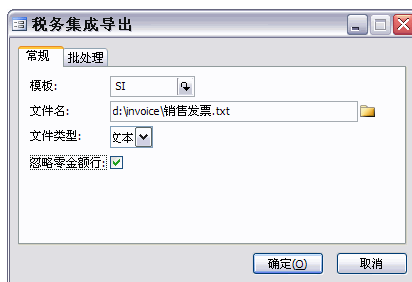 税务集成导出
常规 批处理
模板: SI
文件名: d:\invoice\销售发票.txt
文件类型: 文本
忽略零金额行:
确定(O) 取消